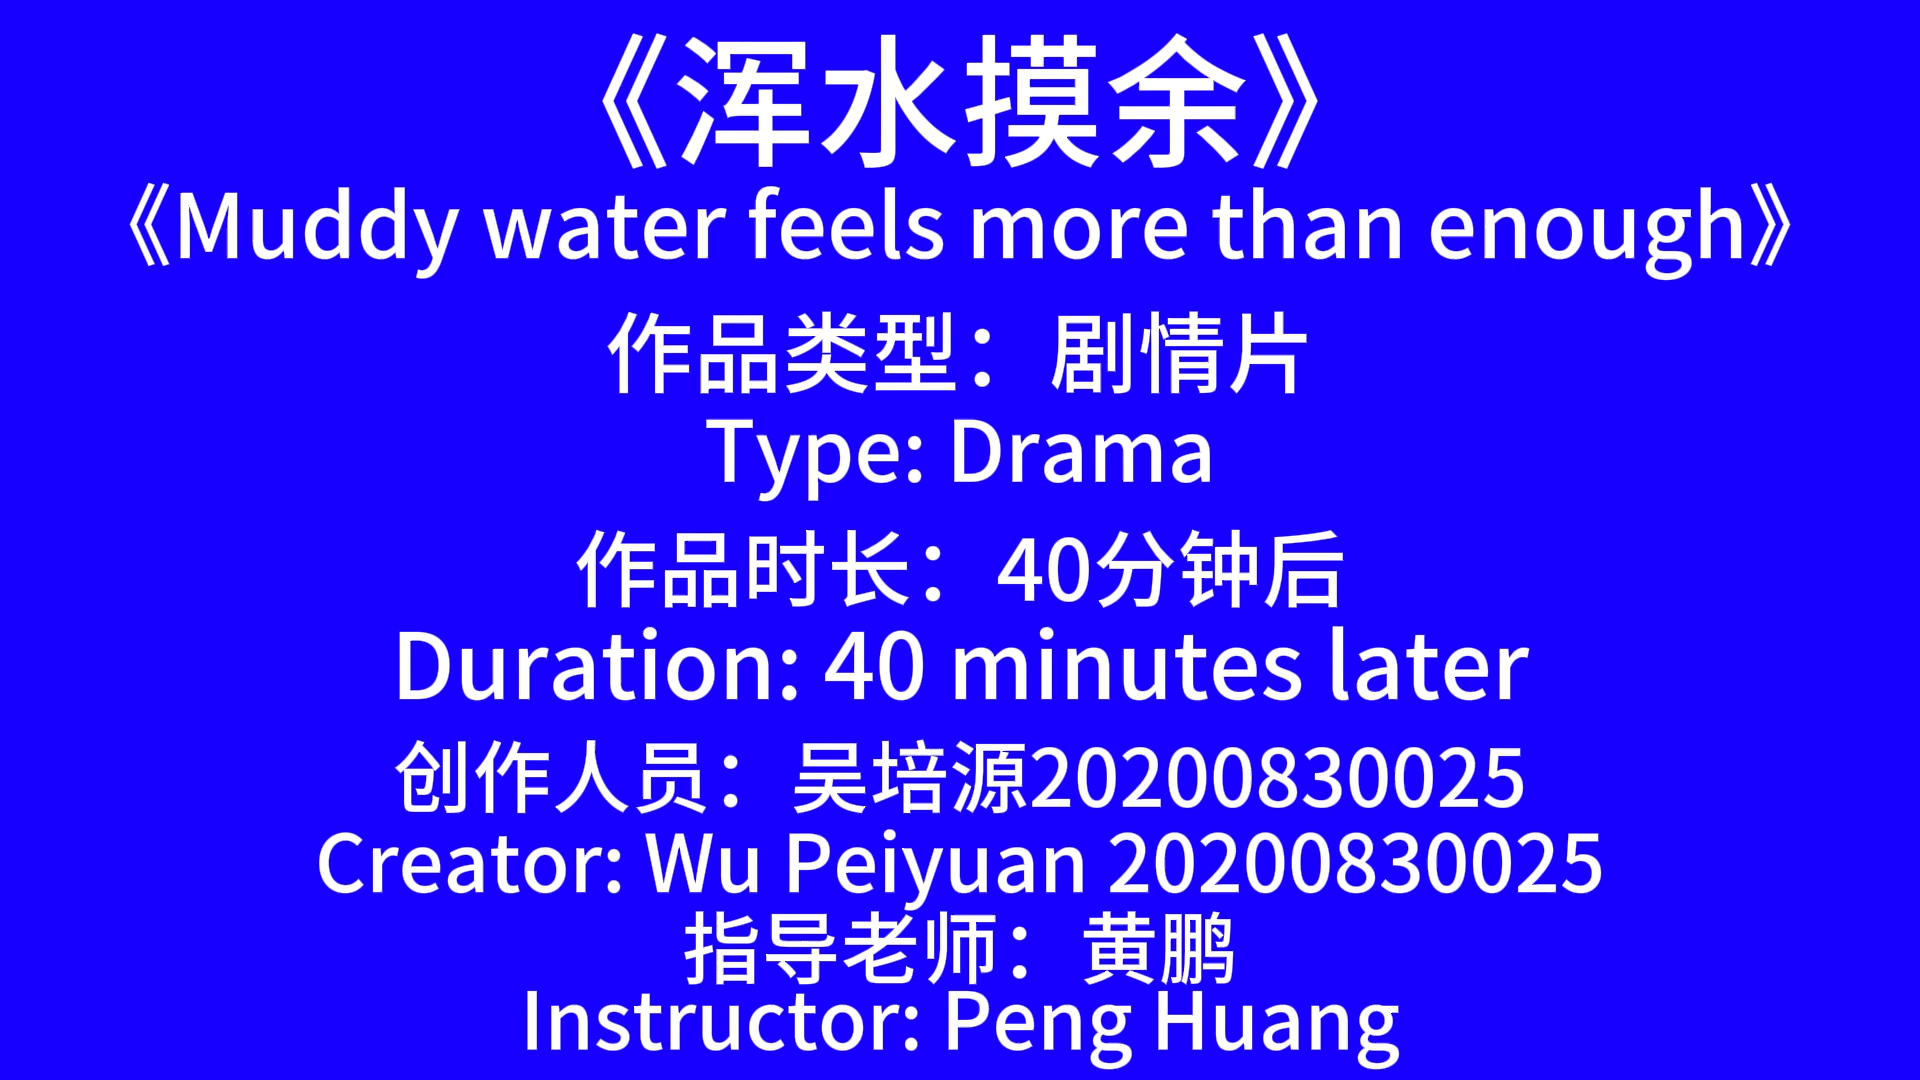 《浑水摸余》
《Muddy water feels more than enough》
作品类型：剧情片
Type: Drama
作品时长：40分钟后
Duration: 40 minutes later
创作人员：吴培源20200830025
Creator: Wu Peiyuan 20200830025
指导老师：黄鹏
Instructor: Peng Huang